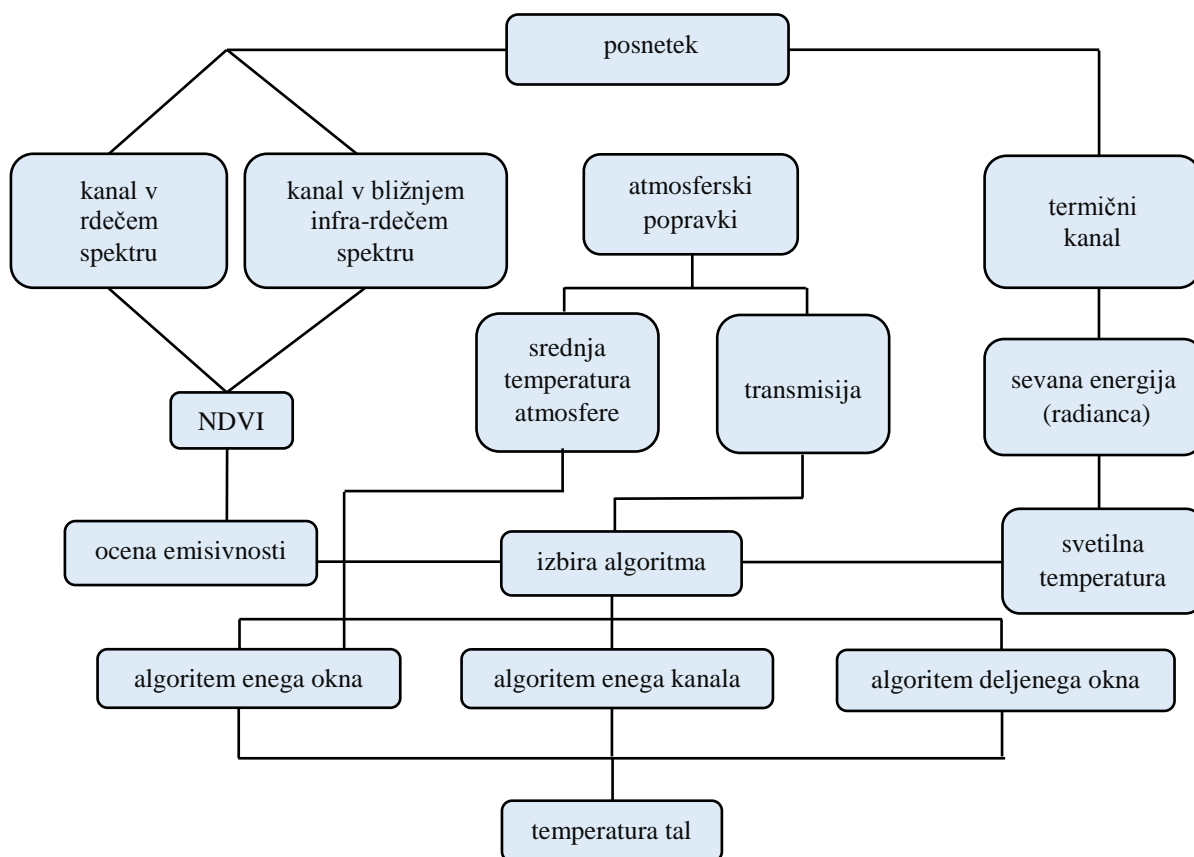 posnetek
kanal v
rdečem
spektru
kanal v bližnjem
infra-rdečem
spektru
atmosferski
popravki
termični
kanal
srednja
temperatura
atmosfere
transmisija
sevana energija
(radianca)
NDVI
ocena emisivnosti
izbira algoritma
svetilna
temperatura
algoritem enega okna
algoritem enega kanala
algoritem deljenega okna
temperatura tal